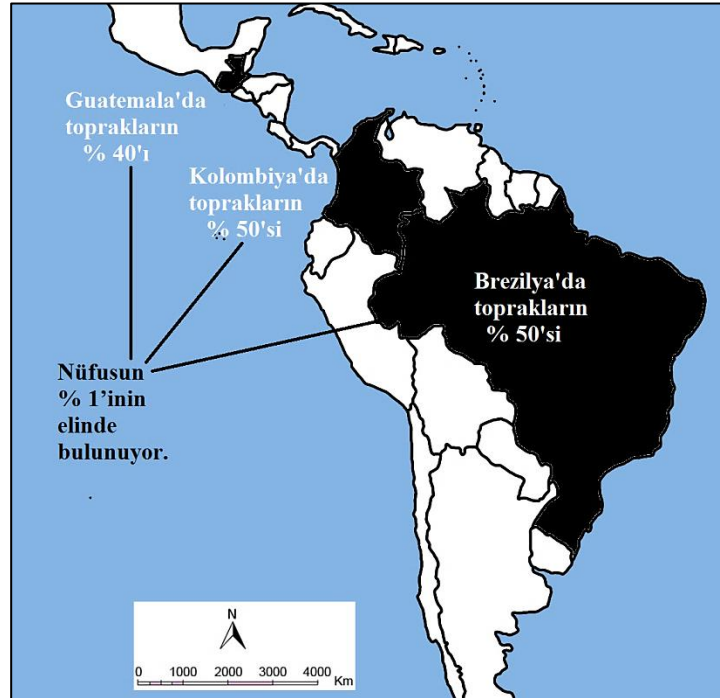 Guatemala'da
toprakların
% 40'ı
Kolombiya'da
toprakların
% 50'si
Brezilya'da
toprakların
% 50'si
Nüfusun
% 1’inin
elinde
bulunuyor.
N
0 1000 2000 3000 4000
Km